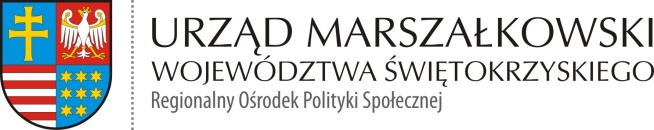 URZĄD MARSZAŁKOWSKI
WOJEWÓDZTWA ŚWIĘTOKRZYSKIEGO
Regionalny Ośrodek Polityki Społecznej